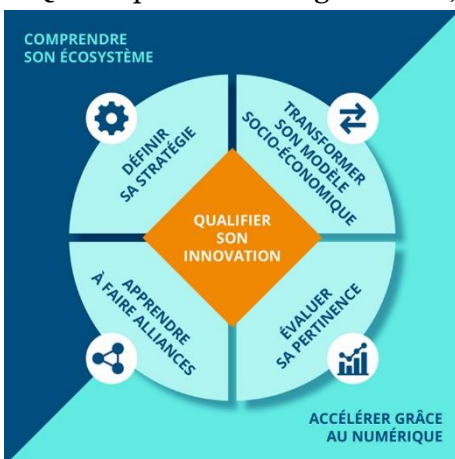 COMPRENDRE
SON ÉCOSYSTÈME
DÉFINIR
SA STRATÉGIE
TRANSFORMER
SON MODÈLE
SOCIO-ÉCONOMIQUE
QUALIFIER
SON
INNOVATION
APPRENDRE
À FAIRE ALLIANCES
ÉVALUER
SA PERTINENCE
ACCÉLÉRER GRÂCE
AU NUMÉRIQUE